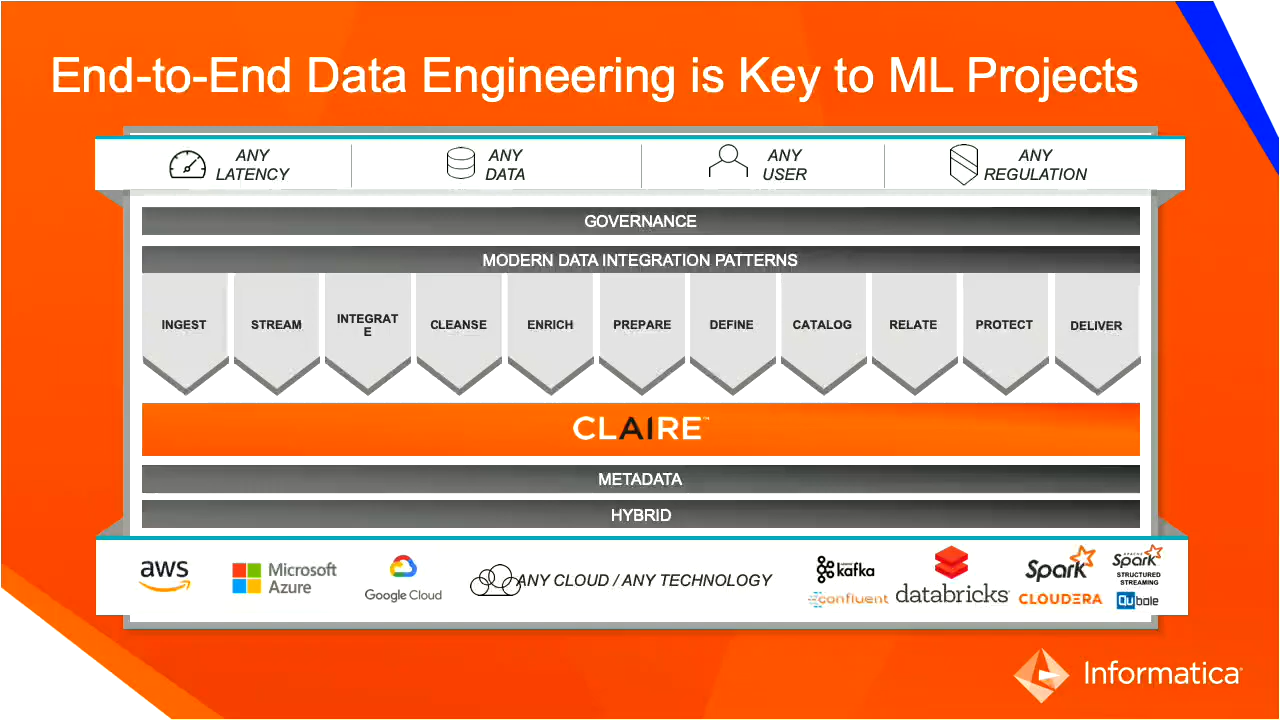 End-to-End Data Engineering is Key to ML Projects
ANY
LATENCY
ANY
DATA
ANY
USER
ANY
REGULATION
GOVERNANCE
MODERN DATA INTEGRATION PATTERNS
INGEST
STREAM
INTEGRAT
E
CLEANSE
ENRICH
PREPARE
DEFINE
CATALOG
RELATE
PROTECT
DELIVER
CLAIRE™
METADATA
HYBRID
aws
Microsoft
Azure
Google Cloud
ANY CLOUD / ANY TECHNOLOGY
kafka
confluent
databricks
Spark
CLOUDERA
APACHE
Spark
STRUCTURED
STREAMING
Qubole
Informatica